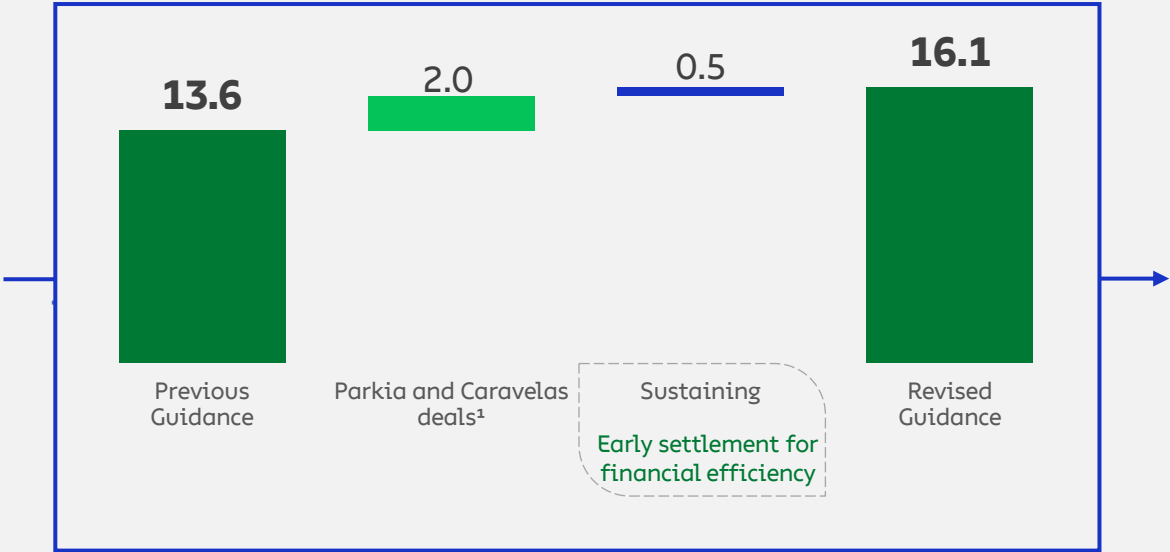 13.6
2.0
0.5
16.1
Previous
Guidance
Parkia and Caravelas
deals¹
Sustaining
Early settlement for
financial efficiency
Revised
Guidance